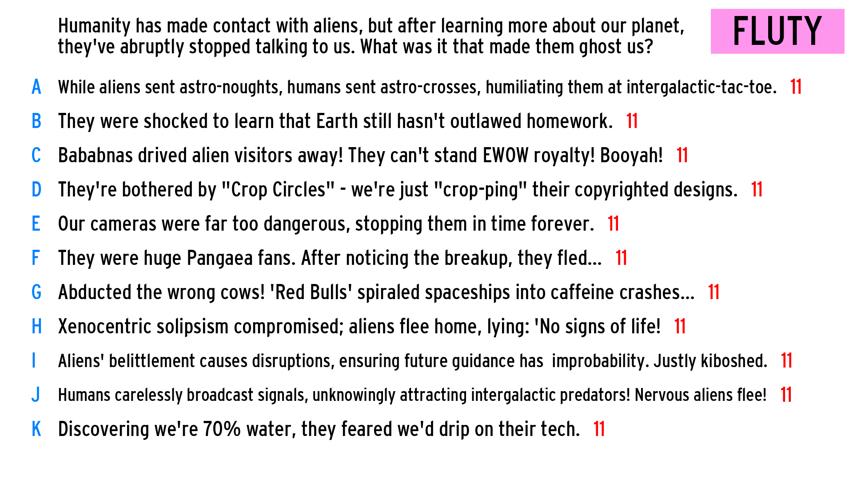 Humanity has made contact with aliens, but after learning more about our planet,
they've abruptly stopped talking to us. What was it that made them ghost us?
FLUTY
A While aliens sent astro-noughts, humans sent astro-crosses, humiliating them at intergalactic-tac-toe. 11
B They were shocked to learn that Earth still hasn't outlawed homework. 11
C Bababnas drived alien visitors away! They can't stand EWOW royalty! Booyah! 11
D They're bothered by "Crop Circles" - we're just "crop-ping" their copyrighted designs. 11
E Our cameras were far too dangerous, stopping them in time forever. 11
F They were huge Pangaea fans. After noticing the breakup, they fled... 11
G Abducted the wrong cows! 'Red Bulls' spiraled spaceships into caffeine crashes... 11
H Xenocentric solipsism compromised; aliens flee home, lying: 'No signs of life! 11
I Aliens' belittlement causes disruptions, ensuring future guidance has  improbability. Justly kiboshed. 11
J Humans carelessly broadcast signals, unknowingly attracting intergalactic predators! Nervous aliens flee! 11
K Discovering we're 70% water, they feared we'd drip on their tech. 11